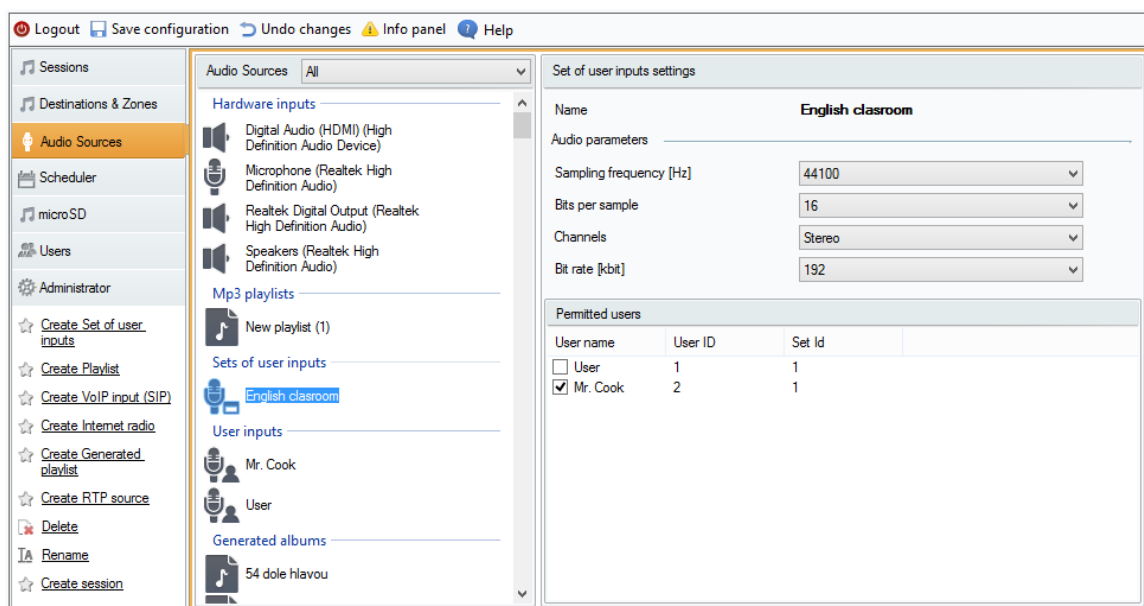 Logout Save configuration Undo changes Info panel Help
Sessions
Destinations & Zones
Audio Sources
Scheduler
microSD
Users
Administrator
Create Set of user
inputs
Create Playlist
Create VoIP input (SIP)
Create Internet radio
Create Generated
playlist
Create RTP source
Delete
Rename
Create session
Audio Sources All
Hardware inputs
Digital Audio (HDMI) (High
Definition Audio Device)
Microphone (Realtek High
Definition Audio)
Realtek Digital Output (Realtek
High Definition Audio)
Speakers (Realtek High
Definition Audio)
Mp3 playlists
New playlist (1)
Sets of user inputs
English clasroom
User inputs
Mr. Cook
User
Generated albums
54 dole hlavou
Set of user inputs settings
Name English clasroom
Audio parameters
Sampling frequency [Hz] 44100
Bits per sample 16
Channels Stereo
Bit rate [kbit] 192
Permitted users
User name User ID Set Id
User 1 1
Mr. Cook 2 1